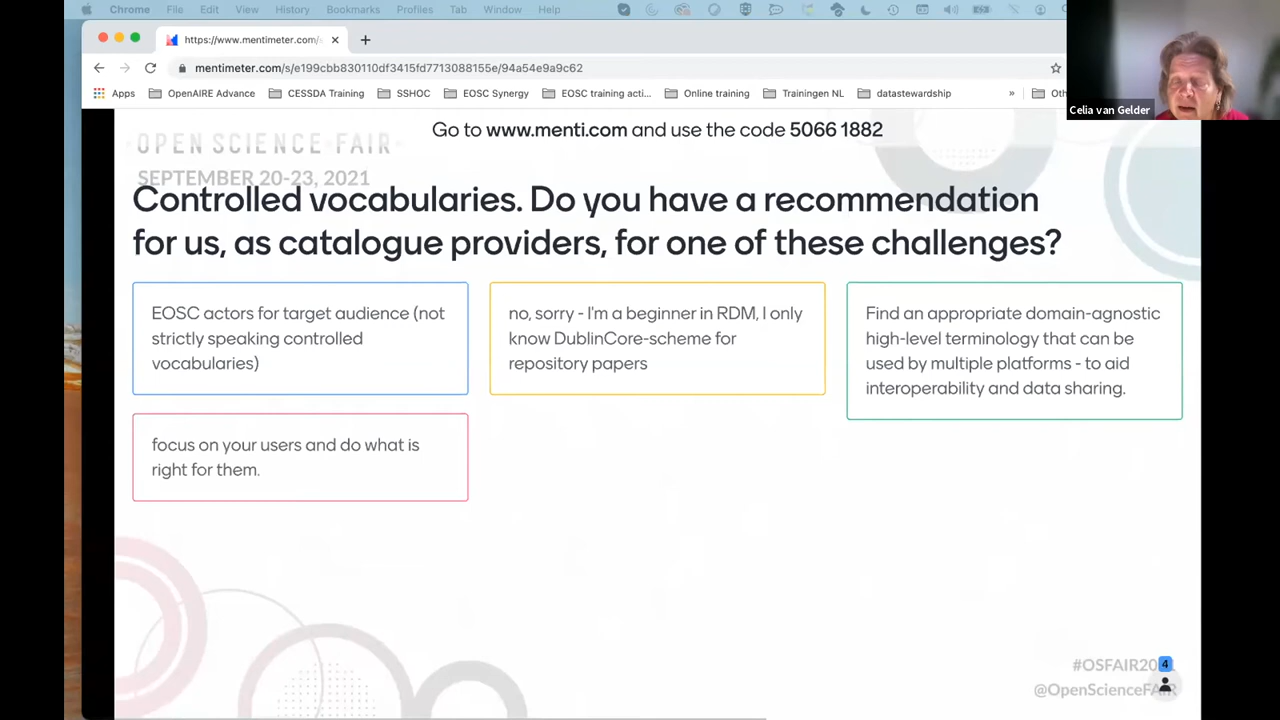 Chrome File Edit View History Bookmarks Profiles Tab Window Help
https://www.mentimeter.com/
mentimeter.com/s/e199cbb830110df3415fd7713088155e/94a54e9a9c62
Apps OpenAIRE Advance CESSDA Training SSHOC EOSC Synergy EOSC training acti... Online training Trainingen NL datastewardship » Oth
Celia van Gelder
Go to www.menti.com and use the code 5066 1882
OPEN SCIENCE FAIR
SEPTEMBER 20-23, 2021
Controlled vocabularies. Do you have a recommendation
for us, as catalogue providers, for one of these challenges?
EOSC actors for target audience (not
strictly speaking controlled
vocabularies)
no, sorry - I'm a beginner in RDM, I only
know DublinCore-scheme for
repository papers
Find an appropriate domain-agnostic
high-level terminology that can be
used by multiple platforms - to aid
interoperability and data sharing.
focus on your users and do what is
right for them.
#OSFAIR20
4
@OpenScienceFAIR